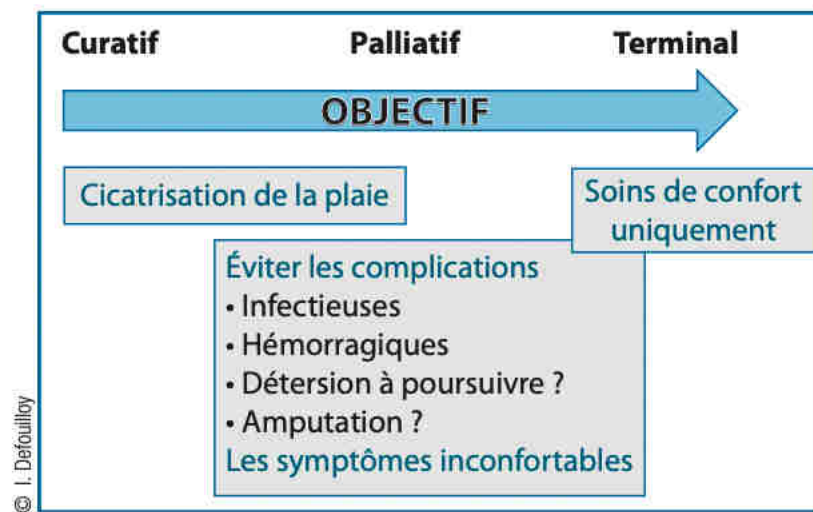 Curatif Palliatif Terminal
OBJECTIF
Cicatrisation de la plaie
Soins de confort
uniquement
Éviter les complications
• Infectieuses
• Hémorragiques
• Détersion à poursuivre ?
• Amputation ?
Les symptômes inconfortables
© I. Defouilloy